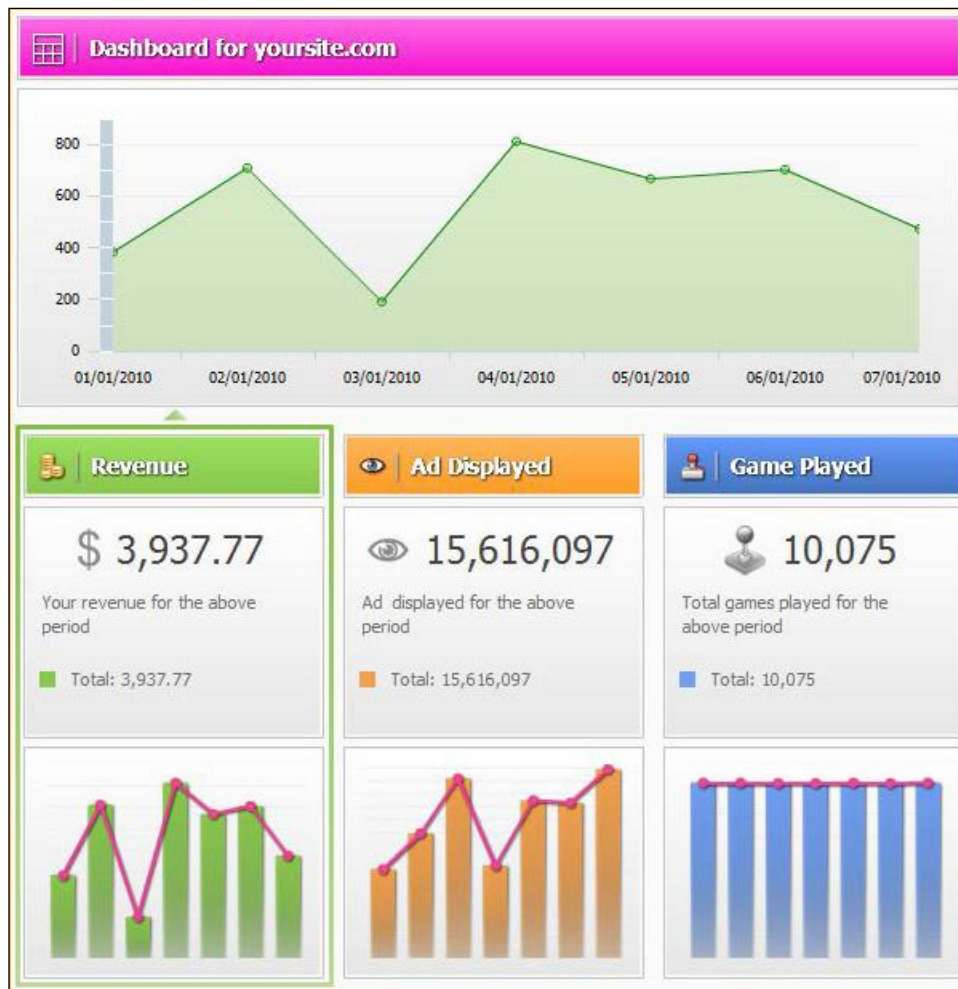 Dashboard for yoursite.com
800
600
400
200
0
01/01/2010 02/01/2010 03/01/2010 04/01/2010 05/01/2010 06/01/2010 07/01/2010
Revenue
$ 3,937.77
Your revenue for the above
period
Total: 3,937.77
Ad Displayed
15,616,097
Ad displayed for the above
period
Total: 15,616,097
Game Played
10,075
Total games played for the
above period
Total: 10,075